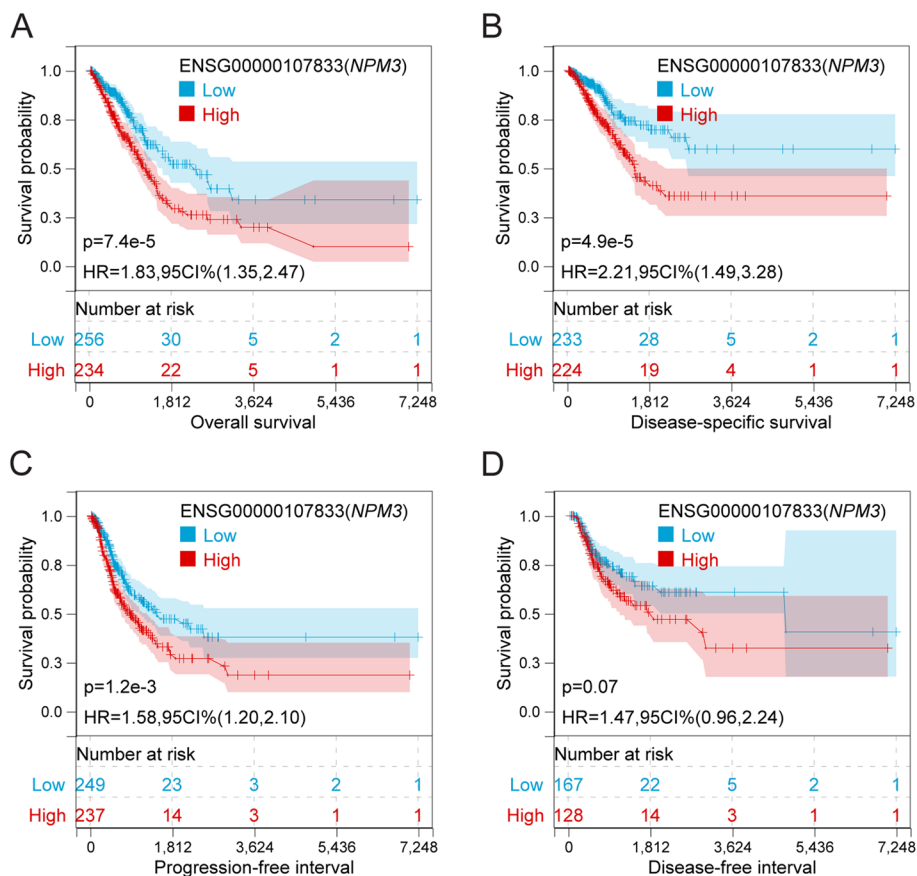 A
ENSG00000107833(NPM3)
Low
High
Survival probability
1.0
0.8
0.5
0.3
0.0
p=7.4e-5
HR=1.83,95CI%(1.35,2.47)
Number at risk
Low 256 30 5 2 1
High 234 22 5 1 1
0 1,812 3,624 5,436 7,248
Overall survival
B
ENSG00000107833(NPM3)
Low
High
Survival probability
1.0
0.8
0.5
0.3
0.0
p=4.9e-5
HR=2.21,95CI%(1.49,3.28)
Number at risk
Low 233 28 5 2 1
High 224 19 4 1 1
0 1,812 3,624 5,436 7,248
Disease-specific survival
C
ENSG00000107833(NPM3)
Low
High
Survival probability
1.0
0.8
0.5
0.3
0.0
p=1.2e-3
HR=1.58,95CI%(1.20,2.10)
Number at risk
Low 249 23 3 2 1
High 237 14 3 1 1
0 1,812 3,624 5,436 7,248
Progression-free interval
D
ENSG00000107833(NPM3)
Low
High
Survival probability
1.0
0.8
0.5
0.3
0.0
p=0.07
HR=1.47,95CI%(0.96,2.24)
Number at risk
Low 167 22 5 2 1
High 128 14 3 1 1
0 1,812 3,624 5,436 7,248
Disease-free interval